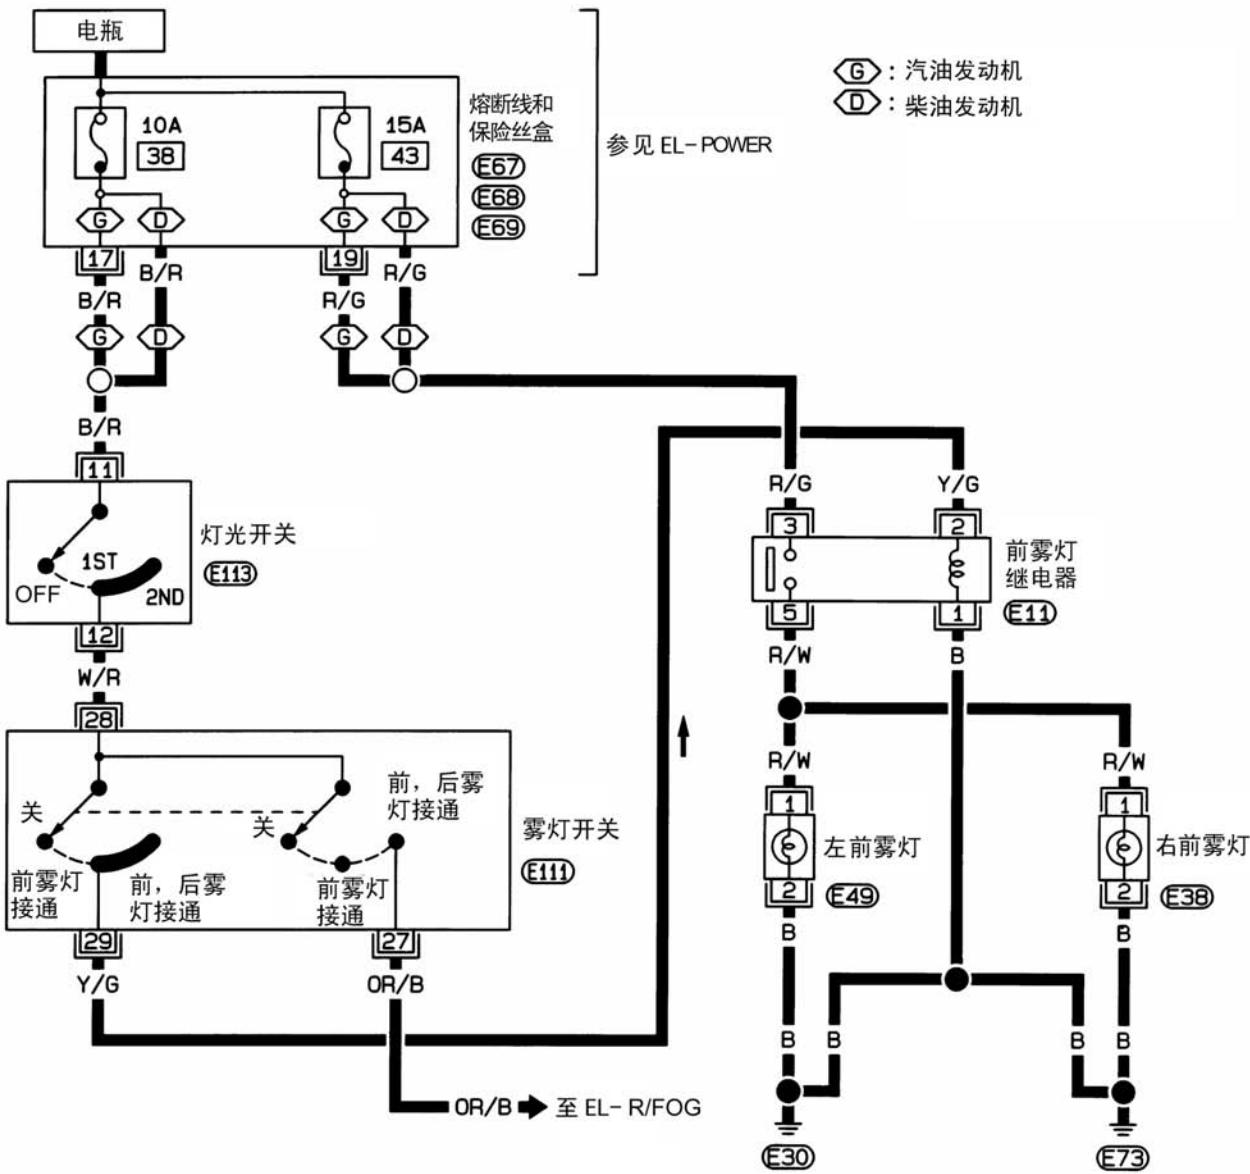 电瓶
G : 汽油发动机
D : 柴油发动机
熔断线和
保险丝盒
E67
E68
E69
参见 EL-POWER
10A
38
15A
43
G
D
G
D
17
B/R
19
R/G
B/R
R/G
G
D
G
D
B/R
11
R/G
Y/G
3
2
灯光开关
E113
1ST
OFF
2ND
前雾灯
继电器
E11
12
5
1
W/R
R/W
B
28
R/W
R/W
关
关
前，后雾
灯接通
雾灯开关
E111
前雾灯
接通
前，后雾
灯接通
前雾灯
接通
1
1
左前雾灯
E49
右前雾灯
E38
2
2
29
27
B
B
Y/G
OR/B
B
B
B
B
OR/B
至 EL- R/FOG
E30
E73